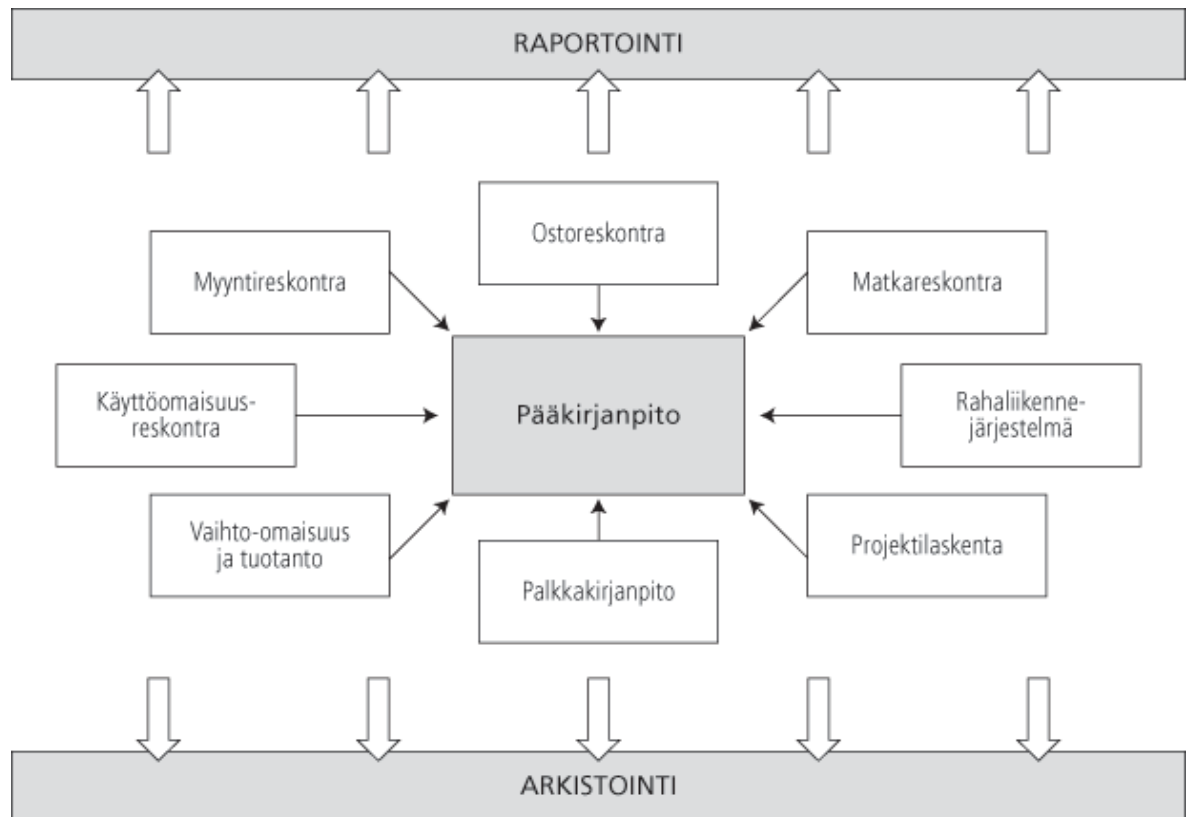 RAPORTOINTI
Ostoreskontra
Myyntireskontra
Matkareskontra
Käyttöomaisuus-
reskontra
Pääkirjanpito
Rahaliikenne-
järjestelmä
Vaihto-omaisuus
ja tuotanto
Projektilaskenta
Palkkakirjanpito
ARKISTOINTI